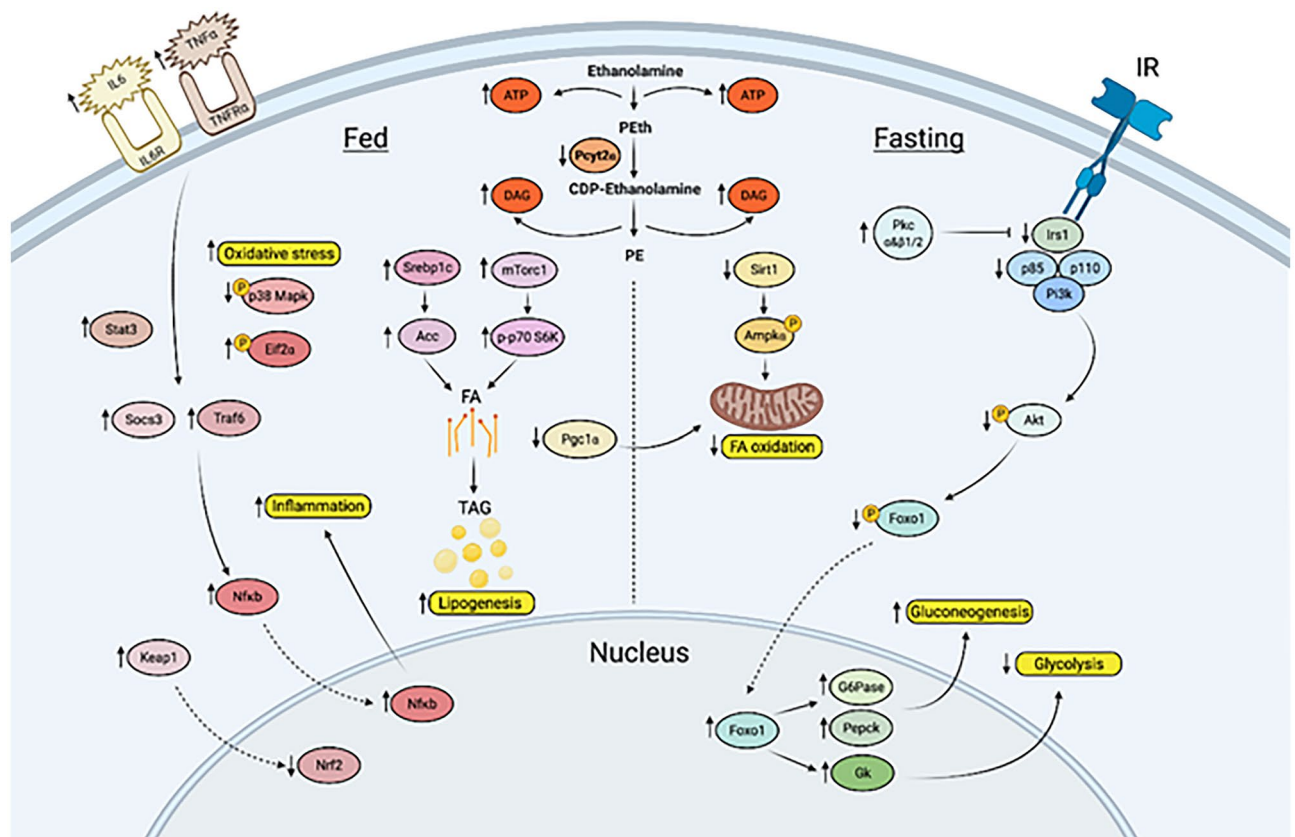 TNFα
IL6
TNFRα
IL6R
IR
Fed
Fasting
Ethanolamine
ATP
ATP
PEth
Pcyt2α
CDP-Ethanolamine
DAG
DAG
PE
Oxidative stress
P
p38 Mapk
P
Eif2α
Stat3
Socs3
Traf6
Srebp1c
mTorc1
Acc
p-p70 S6K
FA
TAG
Lipogenesis
Inflammation
Nfκb
Keap1
Nfκb
Nrf2
Sirt1
P
Ampkα
Pgc1α
FA oxidation
Pkc
α&β1/2
Irs1
p85
p110
Pi3k
P
Akt
P
Foxo1
Nucleus
Gluconeogenesis
Glycolysis
G6Pase
Foxo1
Pepck
Gk